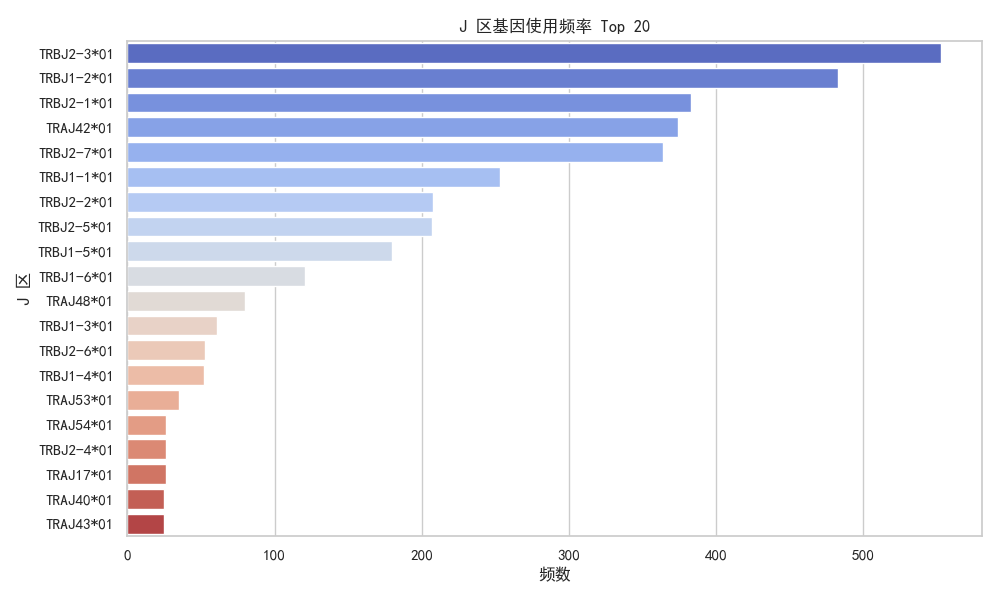 J 区基因使用频率 Top 20
TRBJ2-3*01
TRBJ1-2*01
TRBJ2-1*01
TRAJ42*01
TRBJ2-7*01
TRBJ1-1*01
TRBJ2-2*01
TRBJ2-5*01
TRBJ1-5*01
TRBJ1-6*01
TRAJ48*01
TRBJ1-3*01
TRBJ2-6*01
TRBJ1-4*01
TRAJ53*01
TRAJ54*01
TRBJ2-4*01
TRAJ17*01
TRAJ40*01
TRAJ43*01
J 区
0 100 200 300 400 500
频数